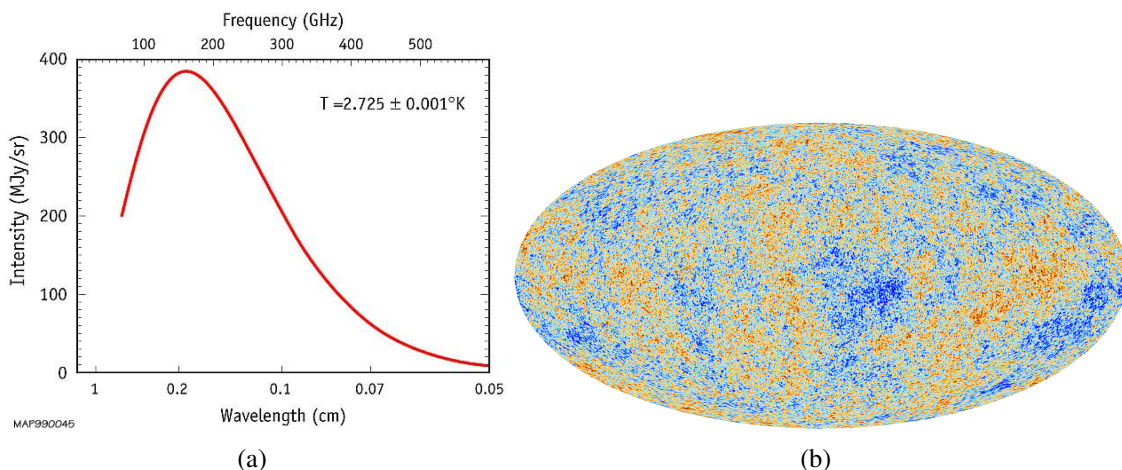 Frequency (GHz)
100 200 300 400 500
400
300
200
100
0
Intensity (MJy/sr)
T =2.725 ± 0.001°K
1 0.2 0.1 0.07 0.05
Wavelength (cm)
MAP990045
(a) (b)